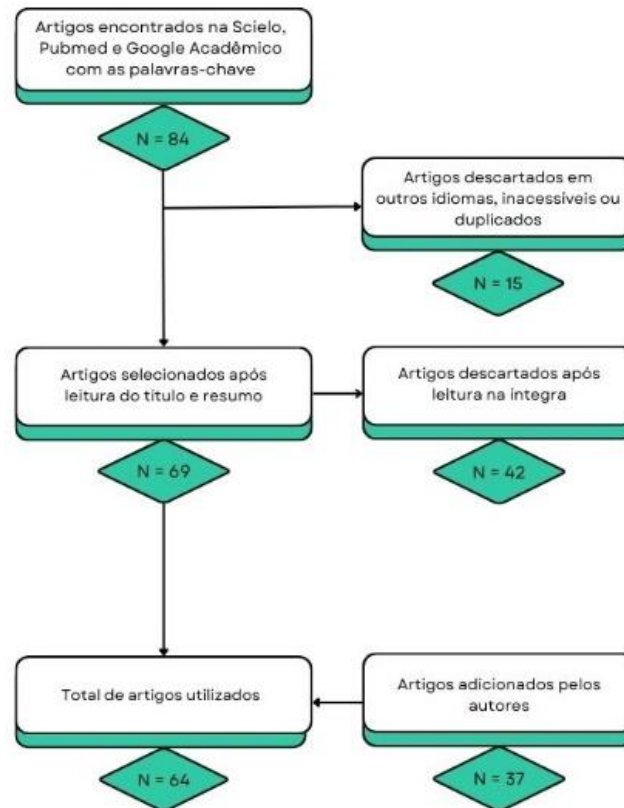 Artigos encontrados na Scielo,
Pubmed e Google Acadêmico
com as palavras-chave
N = 84
Artigos descartados em
outros idiomas, inacessíveis ou
duplicados
N = 15
Artigos selecionados após
leitura do título e resumo
N = 69
Artigos descartados após
leitura na íntegra
N = 42
Total de artigos utilizados
N = 64
Artigos adicionados pelos
autores
N = 37